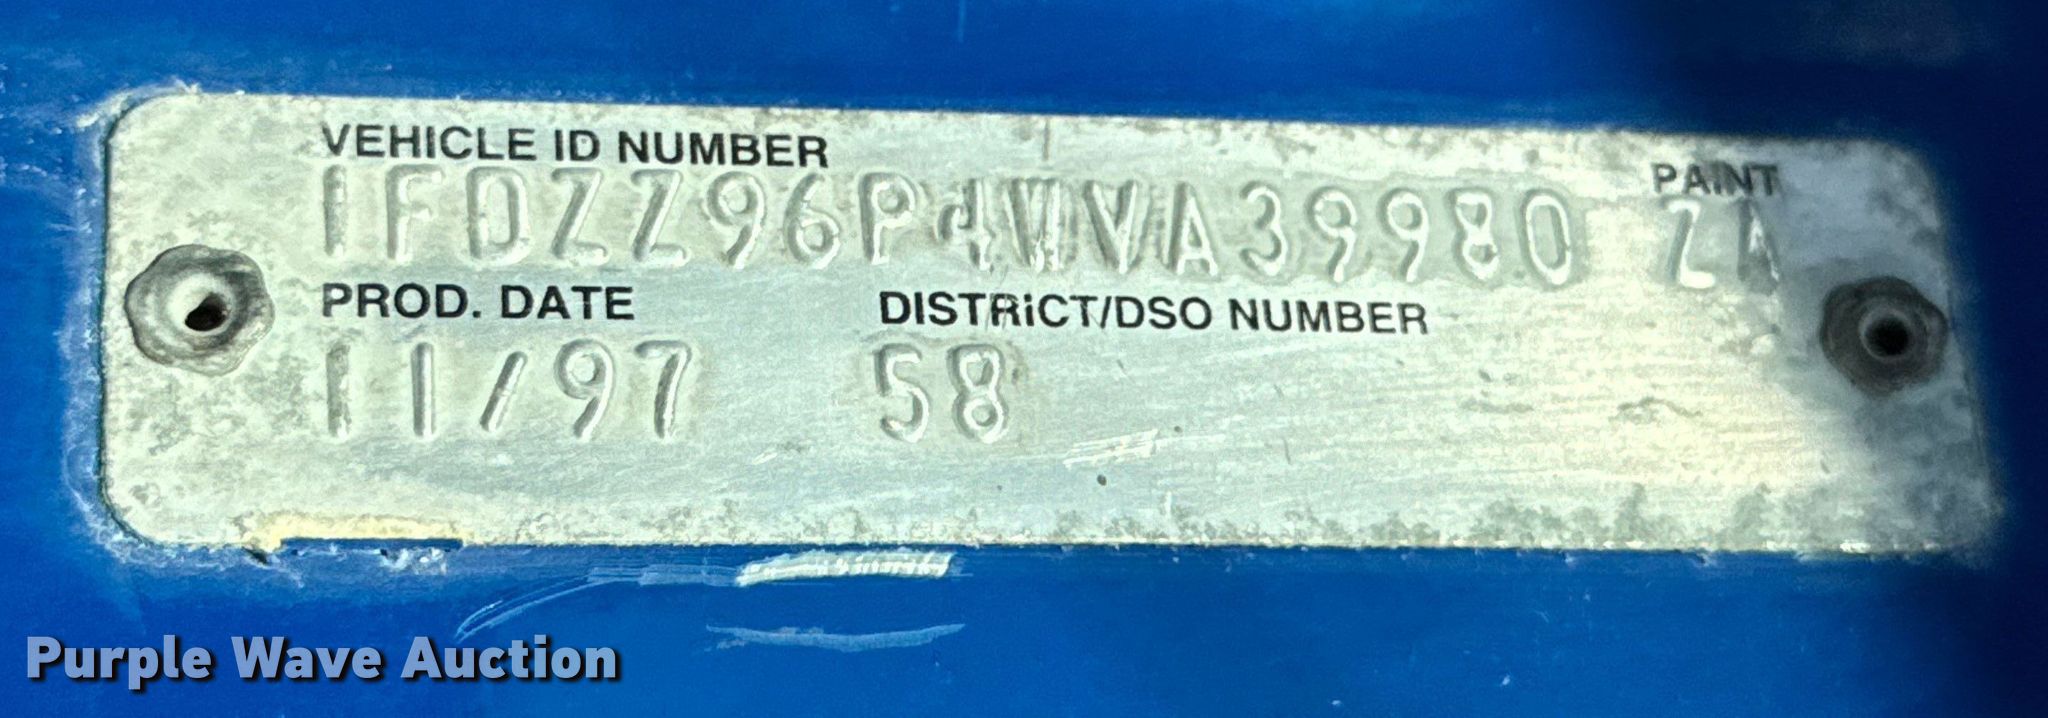 VEHICLE ID NUMBER
PAINT
1FDZZ96P4WVA39980 ZA
PROD. DATE
DISTRiCT/DSO NUMBER
11/97
58
Purple Wave Auction